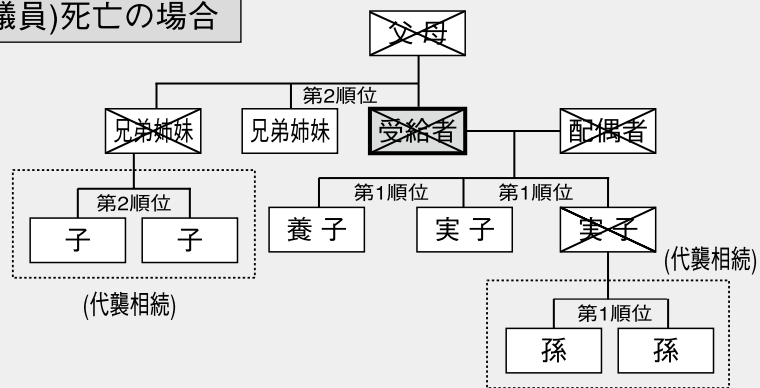 議員)死亡の場合
父 母
第2順位
兄弟姉妹
兄弟姉妹
受給者
配偶者
第2順位
子
子
第1順位
第1順位
養 子
実 子
実 子
(代襲相続)
(代襲相続)
第1順位
孫
孫